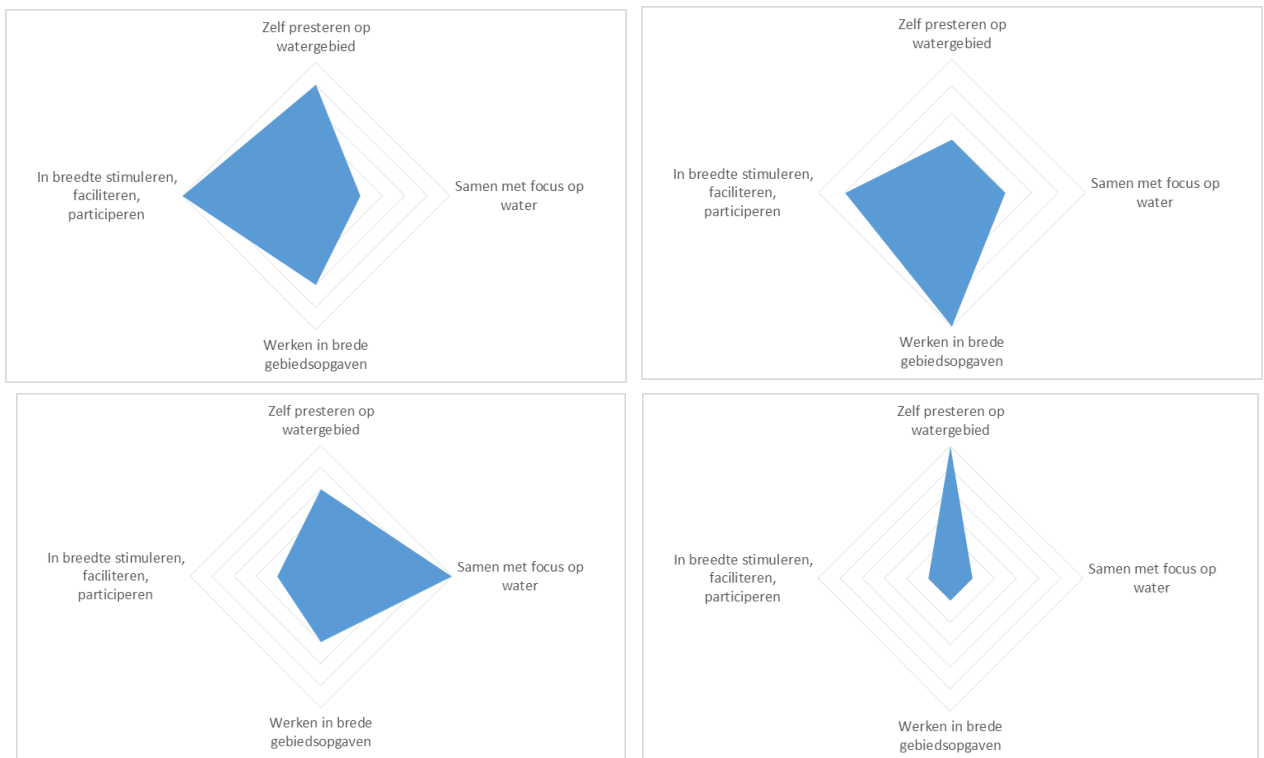 Zelf presteren op
watergebied
In breedte stimuleren,
faciliteren,
participeren
Samen met focus op
water
Werken in brede
gebiedsopgaven
Zelf presteren op
watergebied
In breedte stimuleren,
faciliteren,
participeren
Samen met focus op
water
Werken in brede
gebiedsopgaven
Zelf presteren op
watergebied
In breedte stimuleren,
faciliteren,
participeren
Samen met focus op
water
Werken in brede
gebiedsopgaven
Zelf presteren op
watergebied
In breedte stimuleren,
faciliteren,
participeren
Samen met focus op
water
Werken in brede
gebiedsopgaven